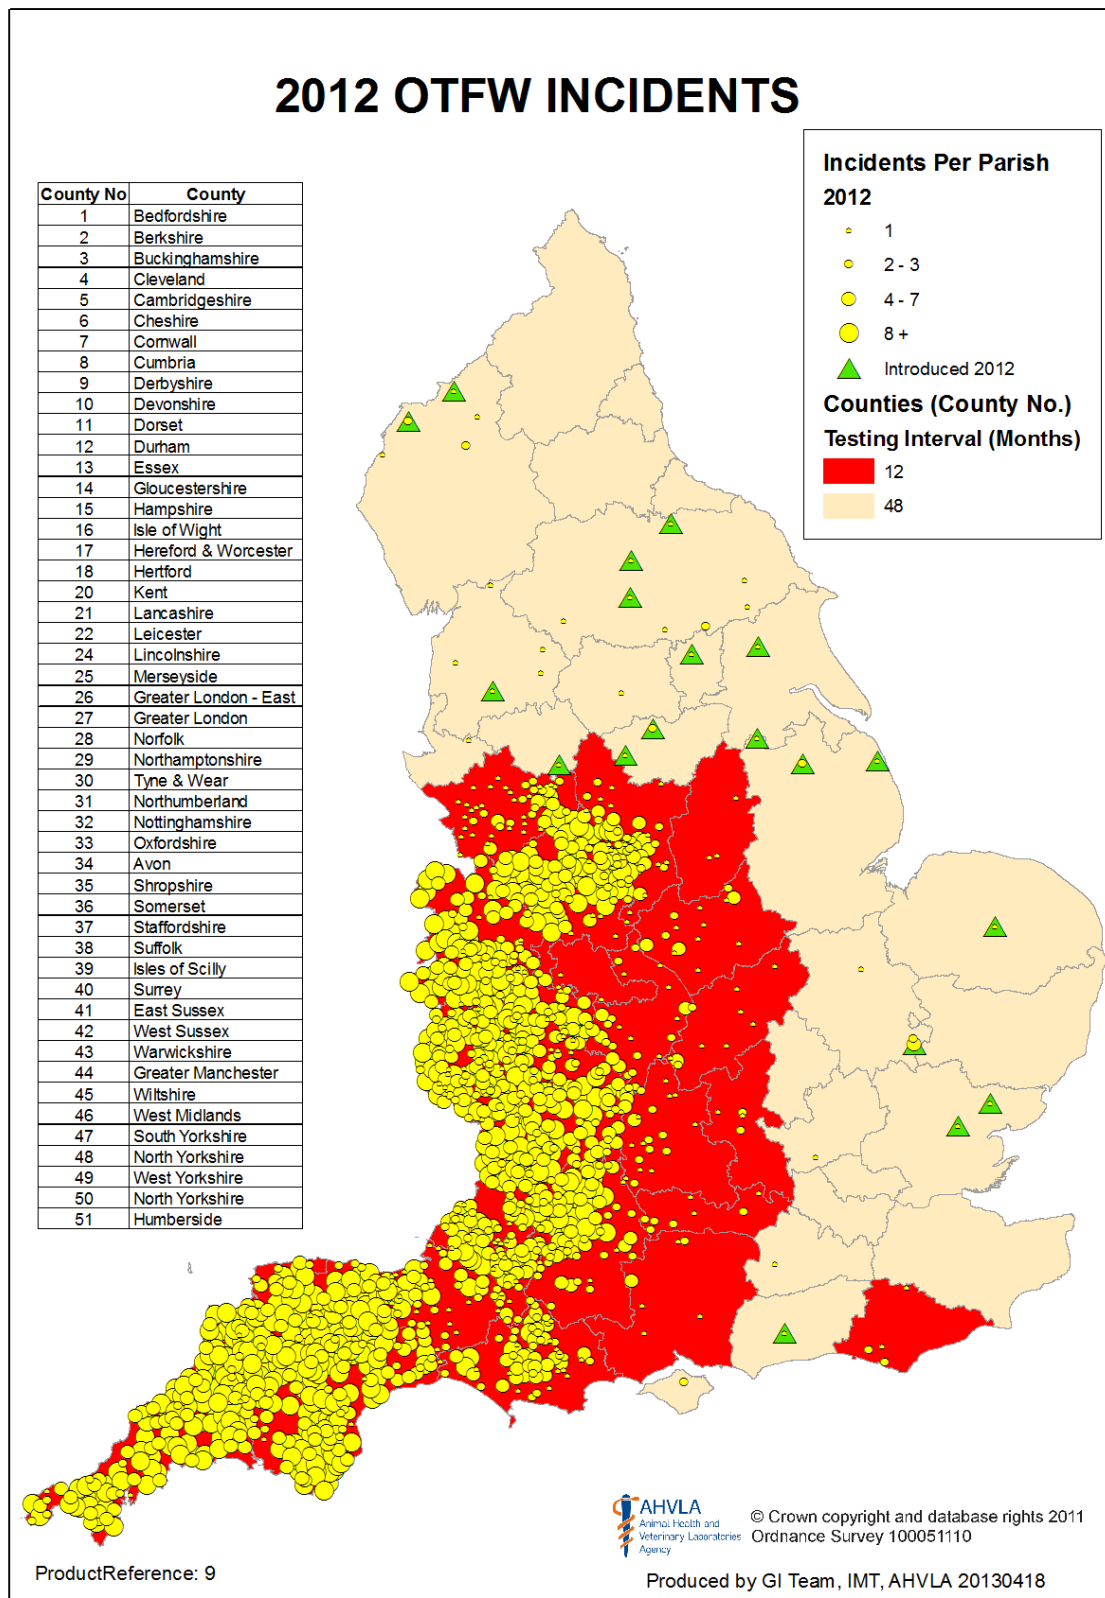 2012 OTFW INCIDENTS
County No County
1 Bedfordshire
2 Berkshire
3 Buckinghamshire
4 Cleveland
5 Cambridgeshire
6 Cheshire
7 Cornwall
8 Cumbria
9 Derbyshire
10 Devonshire
11 Dorset
12 Durham
13 Essex
14 Gloucestershire
15 Hampshire
16 Isle of Wight
17 Hereford & Worcester
18 Hertford
20 Kent
21 Lancashire
22 Leicester
24 Lincolnshire
25 Merseyside
26 Greater London - East
27 Greater London
28 Norfolk
29 Northamptonshire
30 Tyne & Wear
31 Northumberland
32 Nottinghamshire
33 Oxfordshire
34 Avon
35 Shropshire
36 Somerset
37 Staffordshire
38 Suffolk
39 Isles of Scilly
40 Surrey
41 East Sussex
42 West Sussex
43 Warwickshire
44 Greater Manchester
45 Wiltshire
46 West Midlands
47 South Yorkshire
48 North Yorkshire
49 West Yorkshire
50 North Yorkshire
51 Humberside
Incidents Per Parish
2012
1
2 - 3
4 - 7
8 +
Introduced 2012
Counties (County No.)
Testing Interval (Months)
12
48
AHVLA
Animal Health and
Veterinary Laboratories
Agency
© Crown copyright and database rights 2011
Ordnance Survey 100051110
ProductReference: 9
Produced by GI Team, IMT, AHVLA 20130418